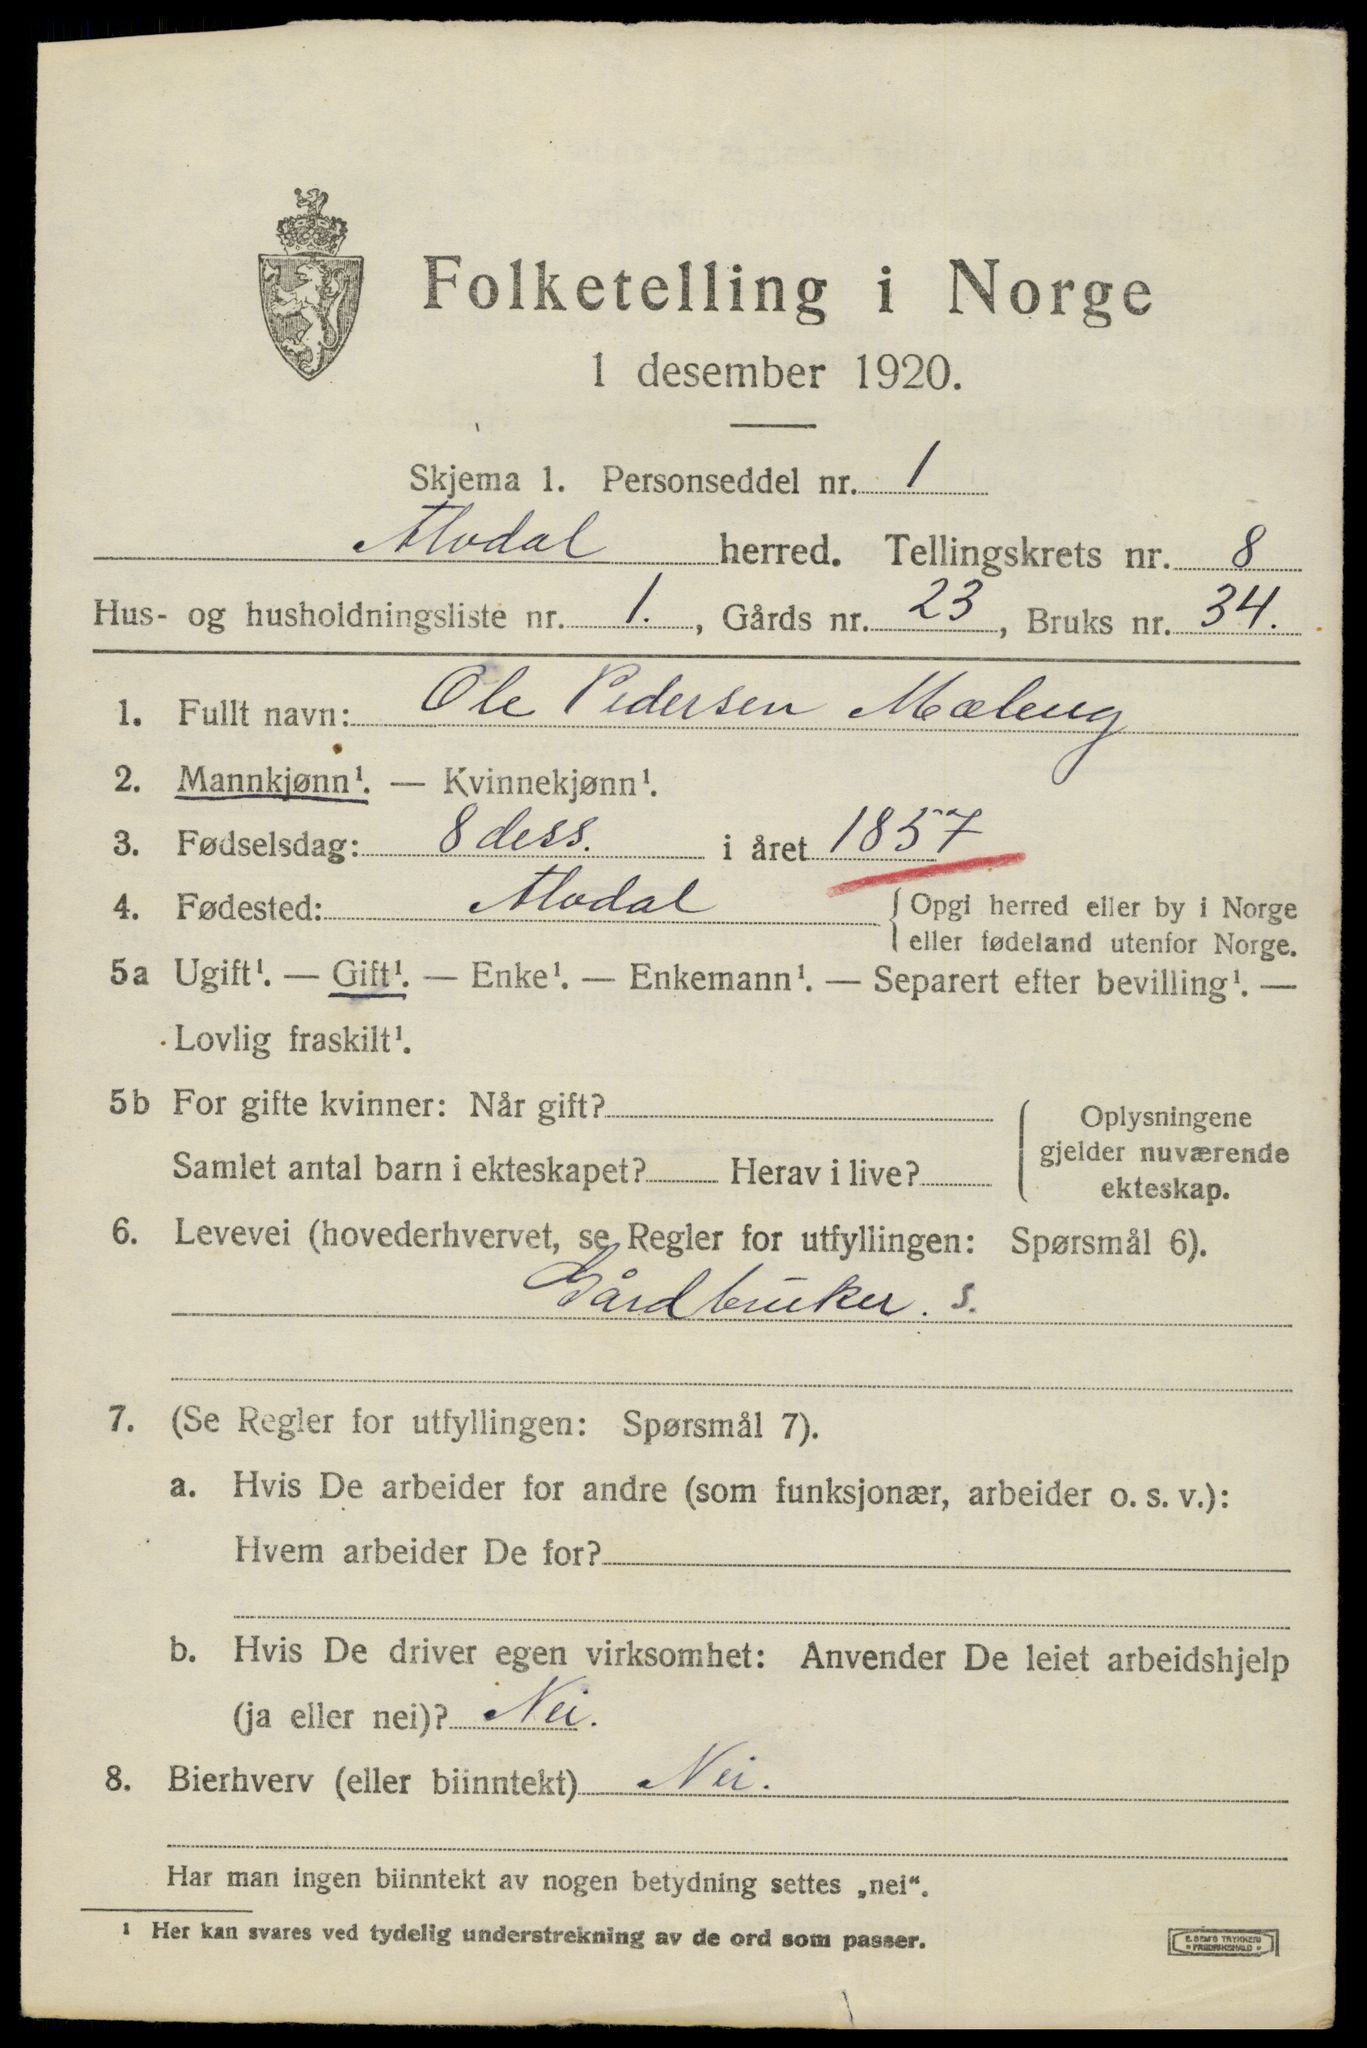 Folketelling i Norge
1 desember 1920.
Skjema 1. Personseddel nr. 1
Alvdal herred. Tellingskrets nr. 8
Hus- og husholdningsliste nr. 1., Gårds nr. 23, Bruks nr. 34.
1. Fullt navn: Ole Pedersen Mæleng
2. Mannkjønn¹. — Kvinnekjønn¹.
3. Fødselsdag: 8 dess. i året 1857
4. Fødested: Alvdal { Opgi herred eller by i Norge
eller fødeland utenfor Norge.
5a Ugift¹. — Gift¹. — Enke¹. — Enkemann¹. — Separert efter bevilling¹. —
Lovlig fraskilt¹.
5b For gifte kvinner: Når gift?
Samlet antal barn i ekteskapet? Herav i live?
Oplysningene
gjelder nuværende
ekteskap.
6. Levevei (hovederhvervet, se Regler for utfyllingen: Spørsmål 6).
Gårdbruker. s.
7. (Se Regler for utfyllingen: Spørsmål 7).
a. Hvis De arbeider for andre (som funksjonær, arbeider o. s. v.):
Hvem arbeider De for?
b. Hvis De driver egen virksomhet: Anvender De leiet arbeidshjelp
(ja eller nei)? Nei.
8. Bierhverv (eller biinntekt) Nei.
Har man ingen biinntekt av nogen betydning settes „nei“.
¹ Her kan svares ved tydelig understrekning av de ord som passer.
E. SEM'S TRYKKERI
FREDRIKSHALD